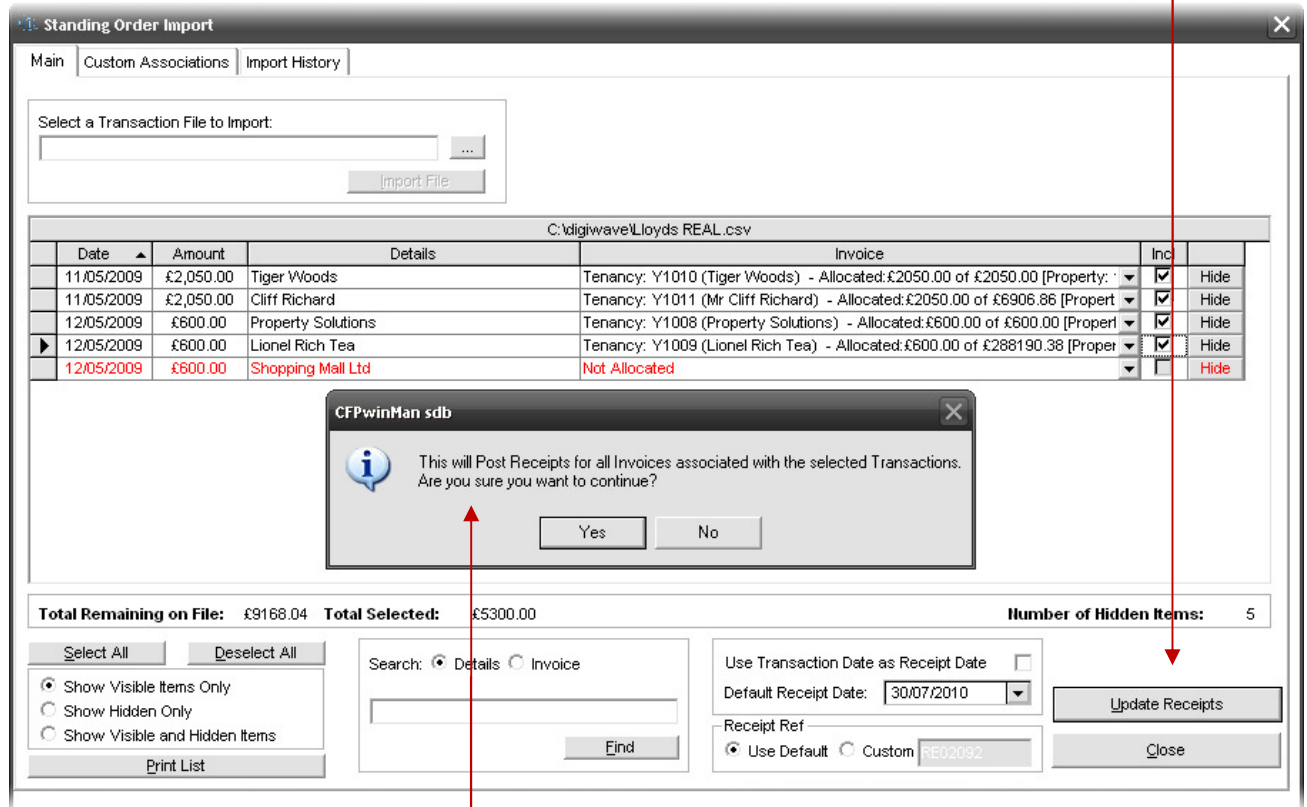 Standing Order Import
Main Custom Associations Import History
Select a Transaction File to Import:
...
Import File
C:\digiwave\Lloyds REAL.csv
Date Amount Details Invoice Incl
11/05/2009 £2,050.00 Tiger Woods Tenancy: Y1010 (Tiger Woods) - Allocated:£2050.00 of £2050.00 [Property: Hide
11/05/2009 £2,050.00 Cliff Richard Tenancy: Y1011 (Mr Cliff Richard) - Allocated:£2050.00 of £6906.86 [Propert Hide
12/05/2009 £600.00 Property Solutions Tenancy: Y1008 (Property Solutions) - Allocated:£600.00 of £600.00 [Propert Hide
12/05/2009 £600.00 Lionel Rich Tea Tenancy: Y1009 (Lionel Rich Tea) - Allocated:£600.00 of £288190.38 [Proper Hide
12/05/2009 £600.00 Shopping Mall Ltd Not Allocated Hide
CFPwinMan sdb
This will Post Receipts for all Invoices associated with the selected Transactions.
Are you sure you want to continue?
Yes No
Total Remaining on File: £9168.04 Total Selected: £5300.00 Number of Hidden Items: 5
Select All Deselect All
Show Visible Items Only
Show Hidden Only
Show Visible and Hidden Items
Print List
Search: Details Invoice
Find
Use Transaction Date as Receipt Date
Default Receipt Date: 30/07/2010
Receipt Ref
Use Default Custom RE02092
Update Receipts
Close